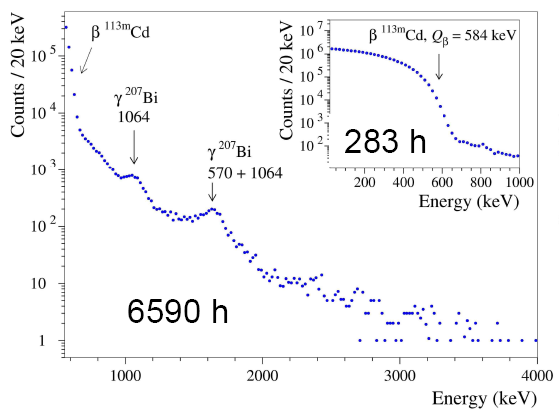 Counts / 20 keV
10^5
10^4
10^3
10^2
10
1
β ^113mCd
γ ^207Bi
1064
γ ^207Bi
570 + 1064
6590 h
1000
2000
3000
4000
Energy (keV)
Counts / 20 keV
10^7
10^6
10^5
10^4
10^3
10^2
β ^113mCd, Q_β = 584 keV
283 h
200
400
600
800
1000
Energy (keV)